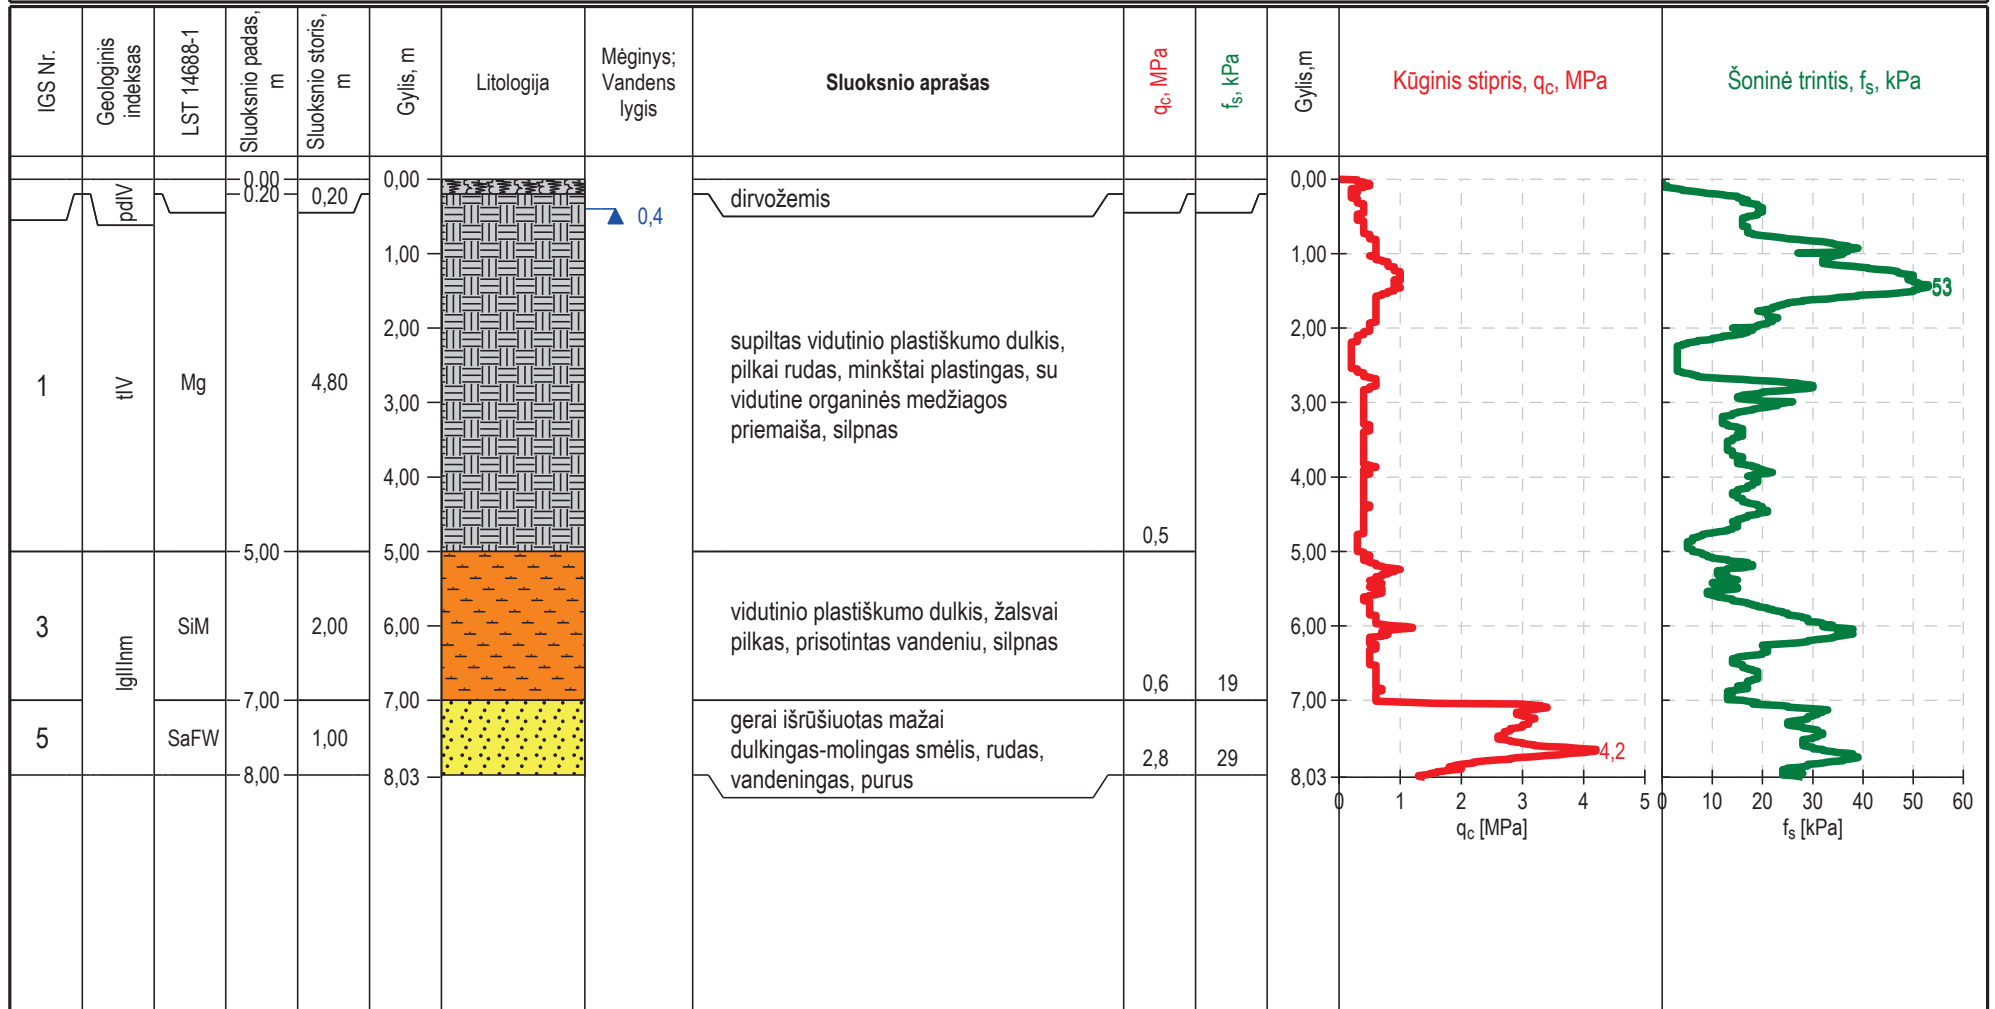 IGS Nr.
Geologinis
indeksas
LST 14688-1
Sluoksnio padas,
m
Sluoksnio storis,
m
Gylis, m
Litologija
Mėginys;
Vandens
lygis
Sluoksnio aprašas
qc, MPa
fs, kPa
Gylis,m
Kūginis stipris, qc, MPa
Šoninė trintis, fs, kPa
pdIV
0.00
0.20
0,20
0,00
dirvožemis
0,4
1
tIV
Mg
4,80
1,00
2,00
3,00
4,00
supiltas vidutinio plastiškumo dulkis,
pilkai rudas, minkštai plastingas, su
vidutine organinės medžiagos
priemaiša, silpnas
0,5
5,00
5,00
3
lgIIInm
SiM
2,00
6,00
vidutinio plastiškumo dulkis, žalsvai
pilkas, prisotintas vandeniu, silpnas
0,6
19
7,00
7,00
5
SaFW
1,00
gerai išrūšiuotas mažai
dulkingas-molingas smėlis, rudas,
vandeningas, purus
2,8
29
8,00
8,03
0,00
1,00
2,00
3,00
4,00
5,00
6,00
7,00
8,03
4,2
0
1
2
3
4
5
qc [MPa]
53
0
10
20
30
40
50
60
fs [kPa]